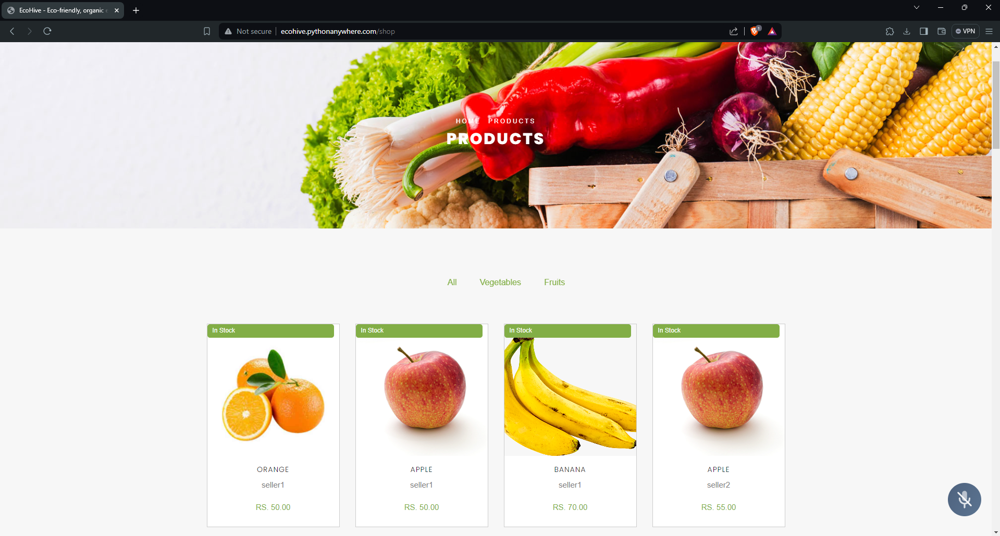 EcoHive - Eco-friendly, organic
Not secure
ecohive.pythonanywhere.com/shop
1
VPN
HOME PRODUCTS
PRODUCTS
All
Vegetables
Fruits
In Stock
In Stock
In Stock
In Stock
ORANGE
APPLE
BANANA
APPLE
seller1
seller1
seller1
seller2
RS. 50.00
RS. 50.00
RS. 70.00
RS. 55.00